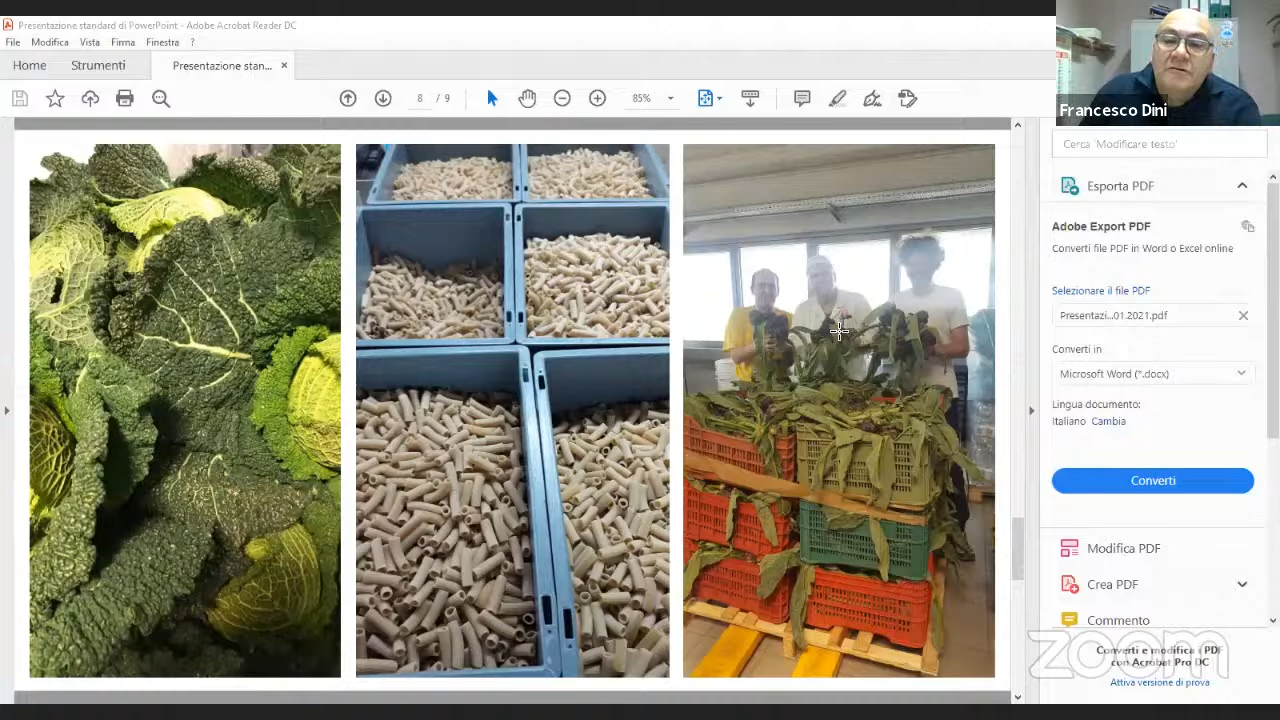 Presentazione standard di PowerPoint - Adobe Acrobat Reader DC
File Modifica Vista Firma Finestra ?
Home Strumenti Presentazione stan... ×
8 / 9 85%
Francesco Dini
Cerca 'Modificare testo'
Esporta PDF
Adobe Export PDF
Converti file PDF in Word o Excel online
Selezionare il file PDF
Presentazi...01.2021.pdf
Converti in
Microsoft Word (*.docx)
Lingua documento:
Italiano Cambia
Converti
Modifica PDF
Crea PDF
Commento
zoom
Converti e modifica i PDF
con Acrobat Pro DC
Attiva versione di prova